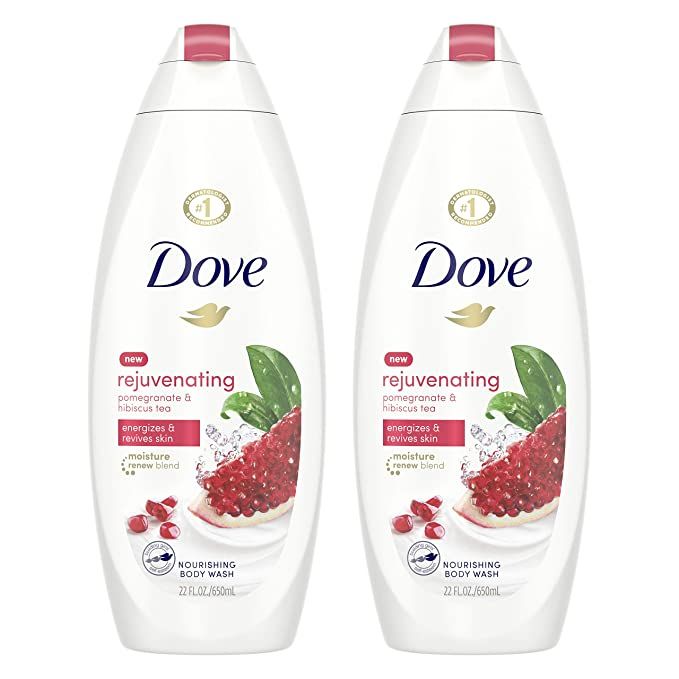 DERMATOLOGIST
#1
RECOMMENDED
Dove
new
rejuvenating
pomegranate &
hibiscus tea
energizes &
revives skin
moisture
renew blend
NOURISHING
BODY WASH
22 FL.OZ./650mL
DERMATOLOGIST
#1
RECOMMENDED
Dove
new
rejuvenating
pomegranate &
hibiscus tea
energizes &
revives skin
moisture
renew blend
NOURISHING
BODY WASH
22 FL.OZ./650mL